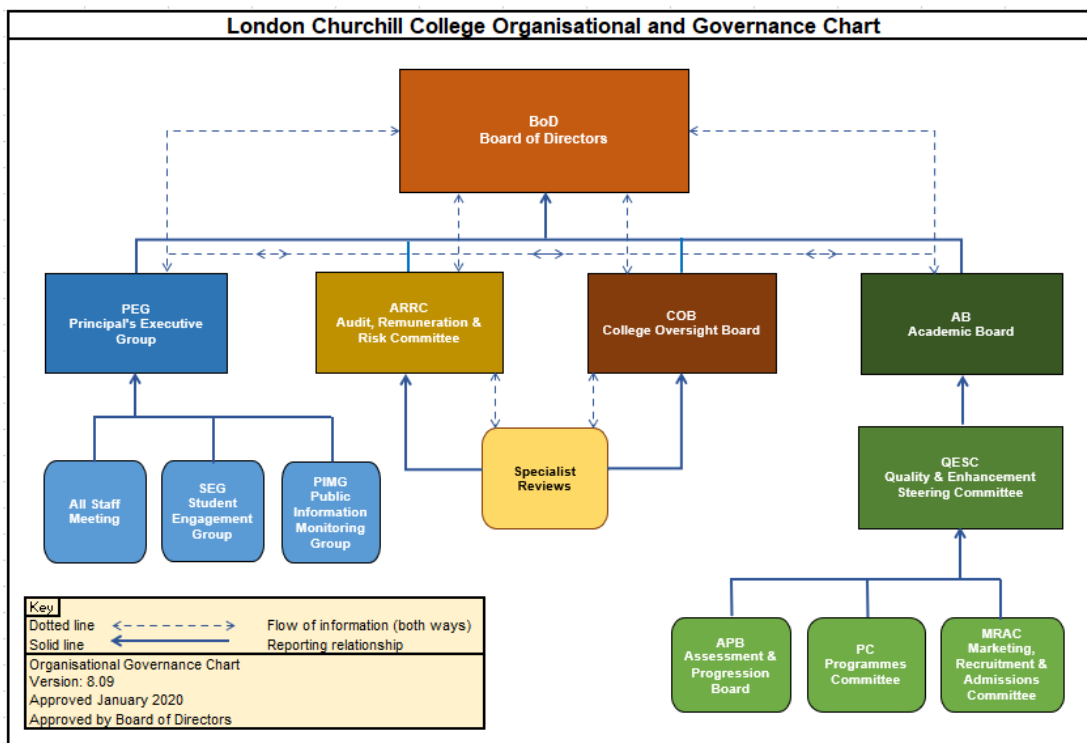 London Churchill College Organisational and Governance Chart
BoD
Board of Directors
PEG
Principal's Executive
Group
ARRC
Audit, Remuneration &
Risk Committee
COB
College Oversight Board
AB
Academic Board
All Staff
Meeting
SEG
Student
Engagement
Group
PIMG
Public
Information
Monitoring
Group
Specialist
Reviews
QESC
Quality & Enhancement
Steering Committee
APB
Assessment &
Progression
Board
PC
Programmes
Committee
MRAC
Marketing,
Recruitment &
Admissions
Committee
Key
Dotted line Flow of information (both ways)
Solid line Reporting relationship
Organisational Governance Chart
Version: 8.09
Approved January 2020
Approved by Board of Directors